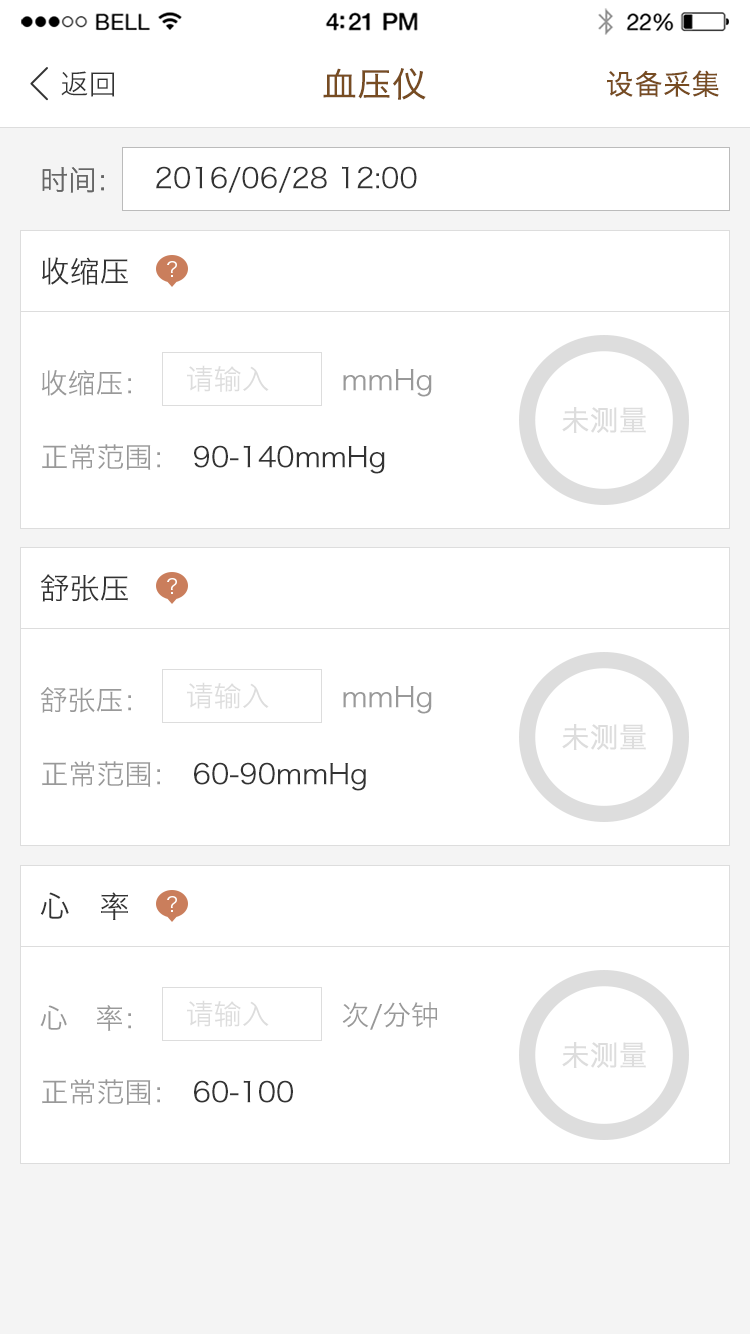 BELL 4:21 PM 22%
返回 血压仪 设备采集
时间: 2016/06/28 12:00
收缩压 ?
收缩压: 请输入 mmHg
未测量
正常范围: 90-140mmHg
舒张压 ?
舒张压: 请输入 mmHg
未测量
正常范围: 60-90mmHg
心 率 ?
心 率: 请输入 次/分钟
未测量
正常范围: 60-100